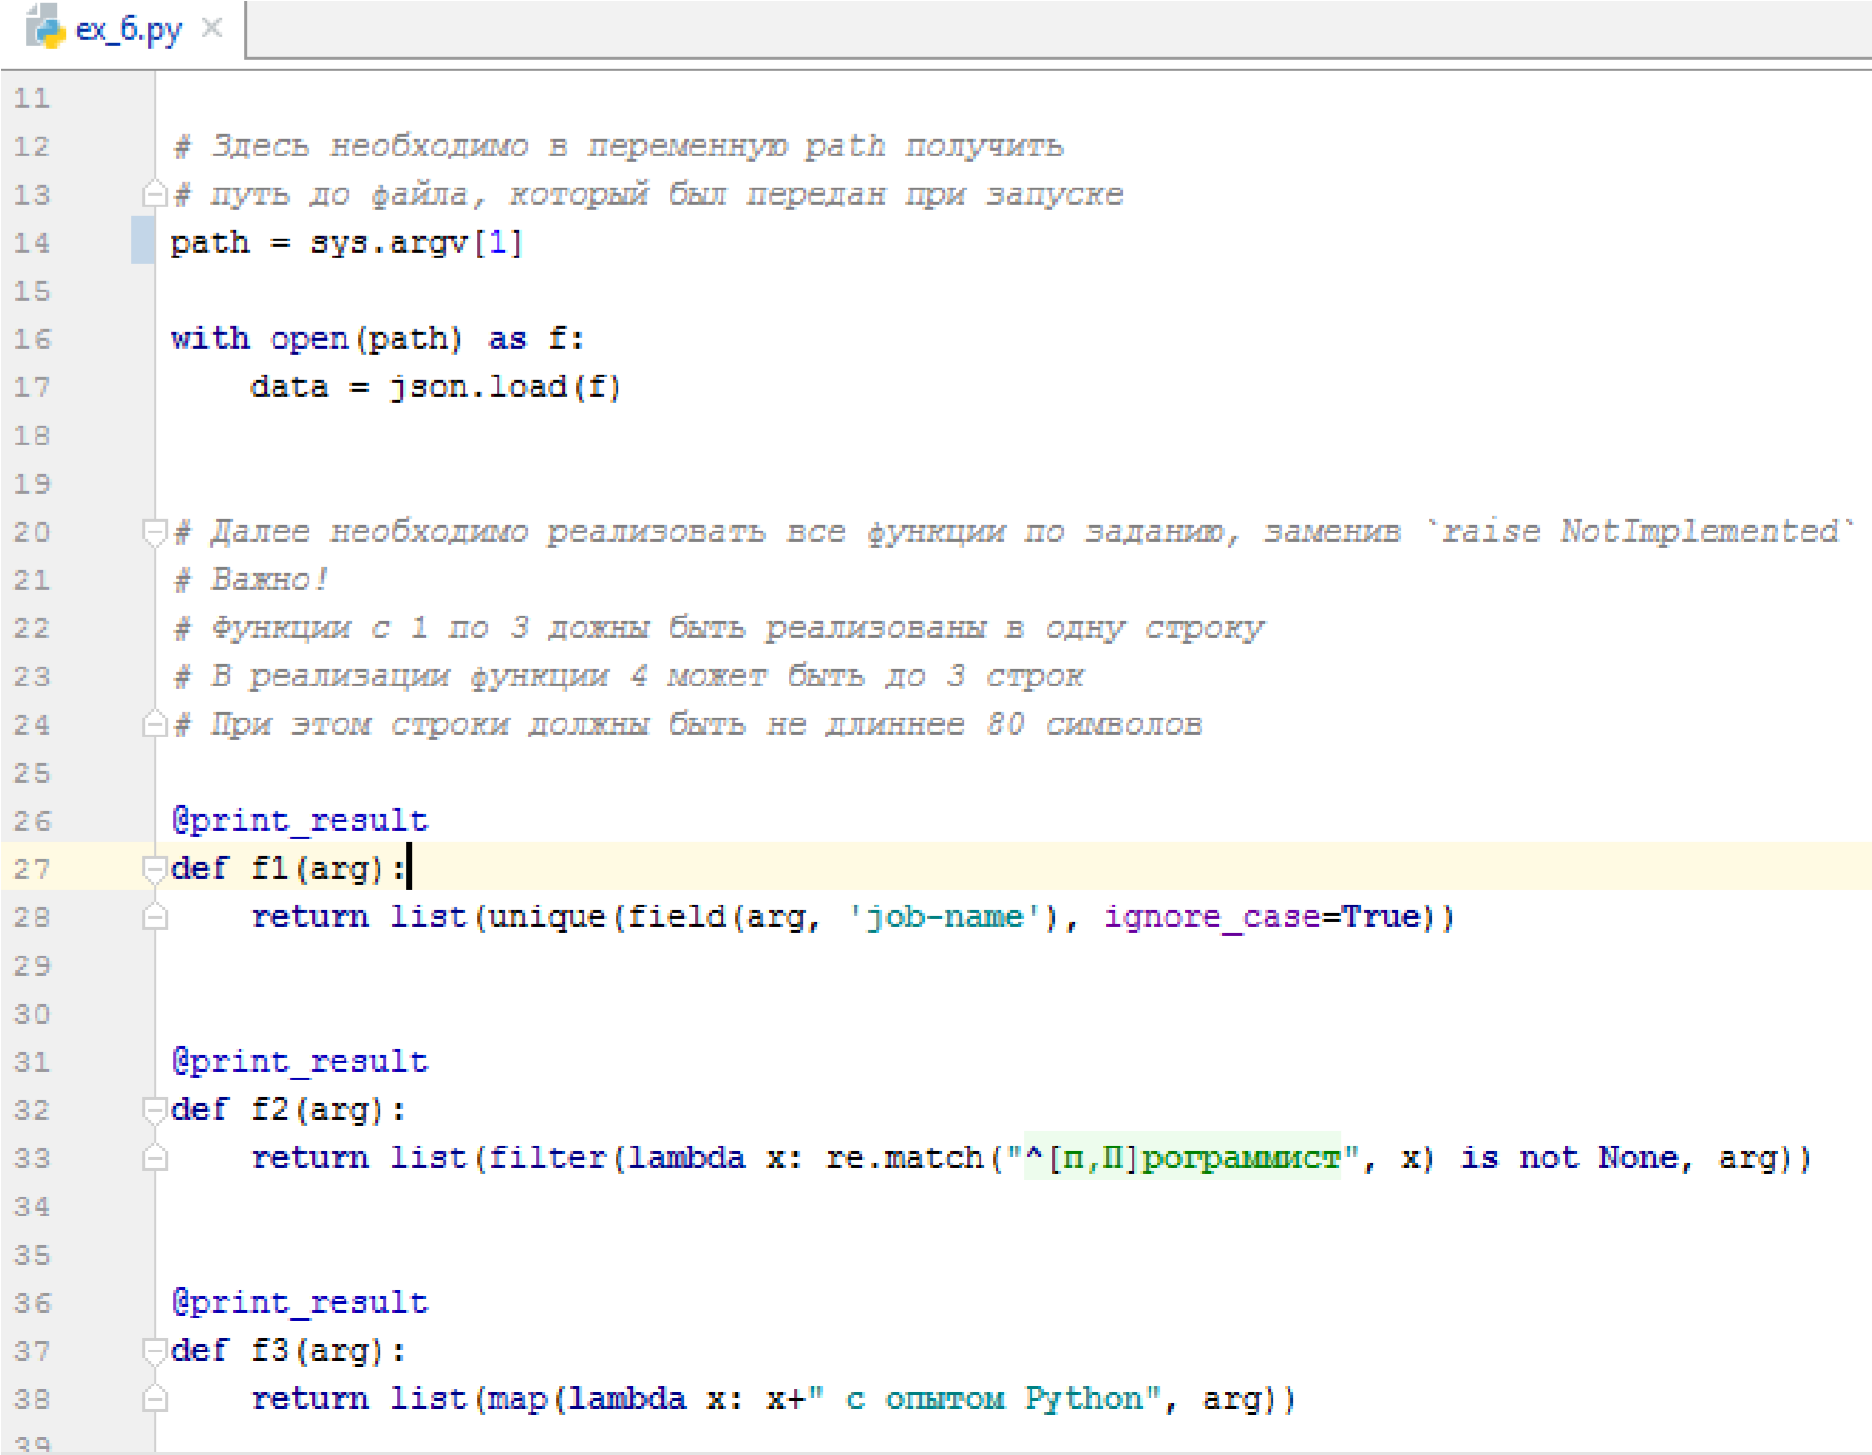 ex_6.py
11
12 # Здесь необходимо в переменную path получить
13 # путь до файла, который был передан при запуске
14 path = sys.argv[1]
15
16 with open(path) as f:
17     data = json.load(f)
18
19
20 # Далее необходимо реализовать все функции по заданию, заменив `raise NotImplemented`
21 # Важно!
22 # Функции с 1 по 3 дожны быть реализованы в одну строку
23 # В реализации функции 4 может быть до 3 строк
24 # При этом строки должны быть не длиннее 80 символов
25
26 @print_result
27 def f1(arg):
28     return list(unique(field(arg, 'job-name'), ignore_case=True))
29
30
31 @print_result
32 def f2(arg):
33     return list(filter(lambda x: re.match("^[п,П]рограммист", x) is not None, arg))
34
35
36 @print_result
37 def f3(arg):
38     return list(map(lambda x: x+" с опытом Python", arg))
39